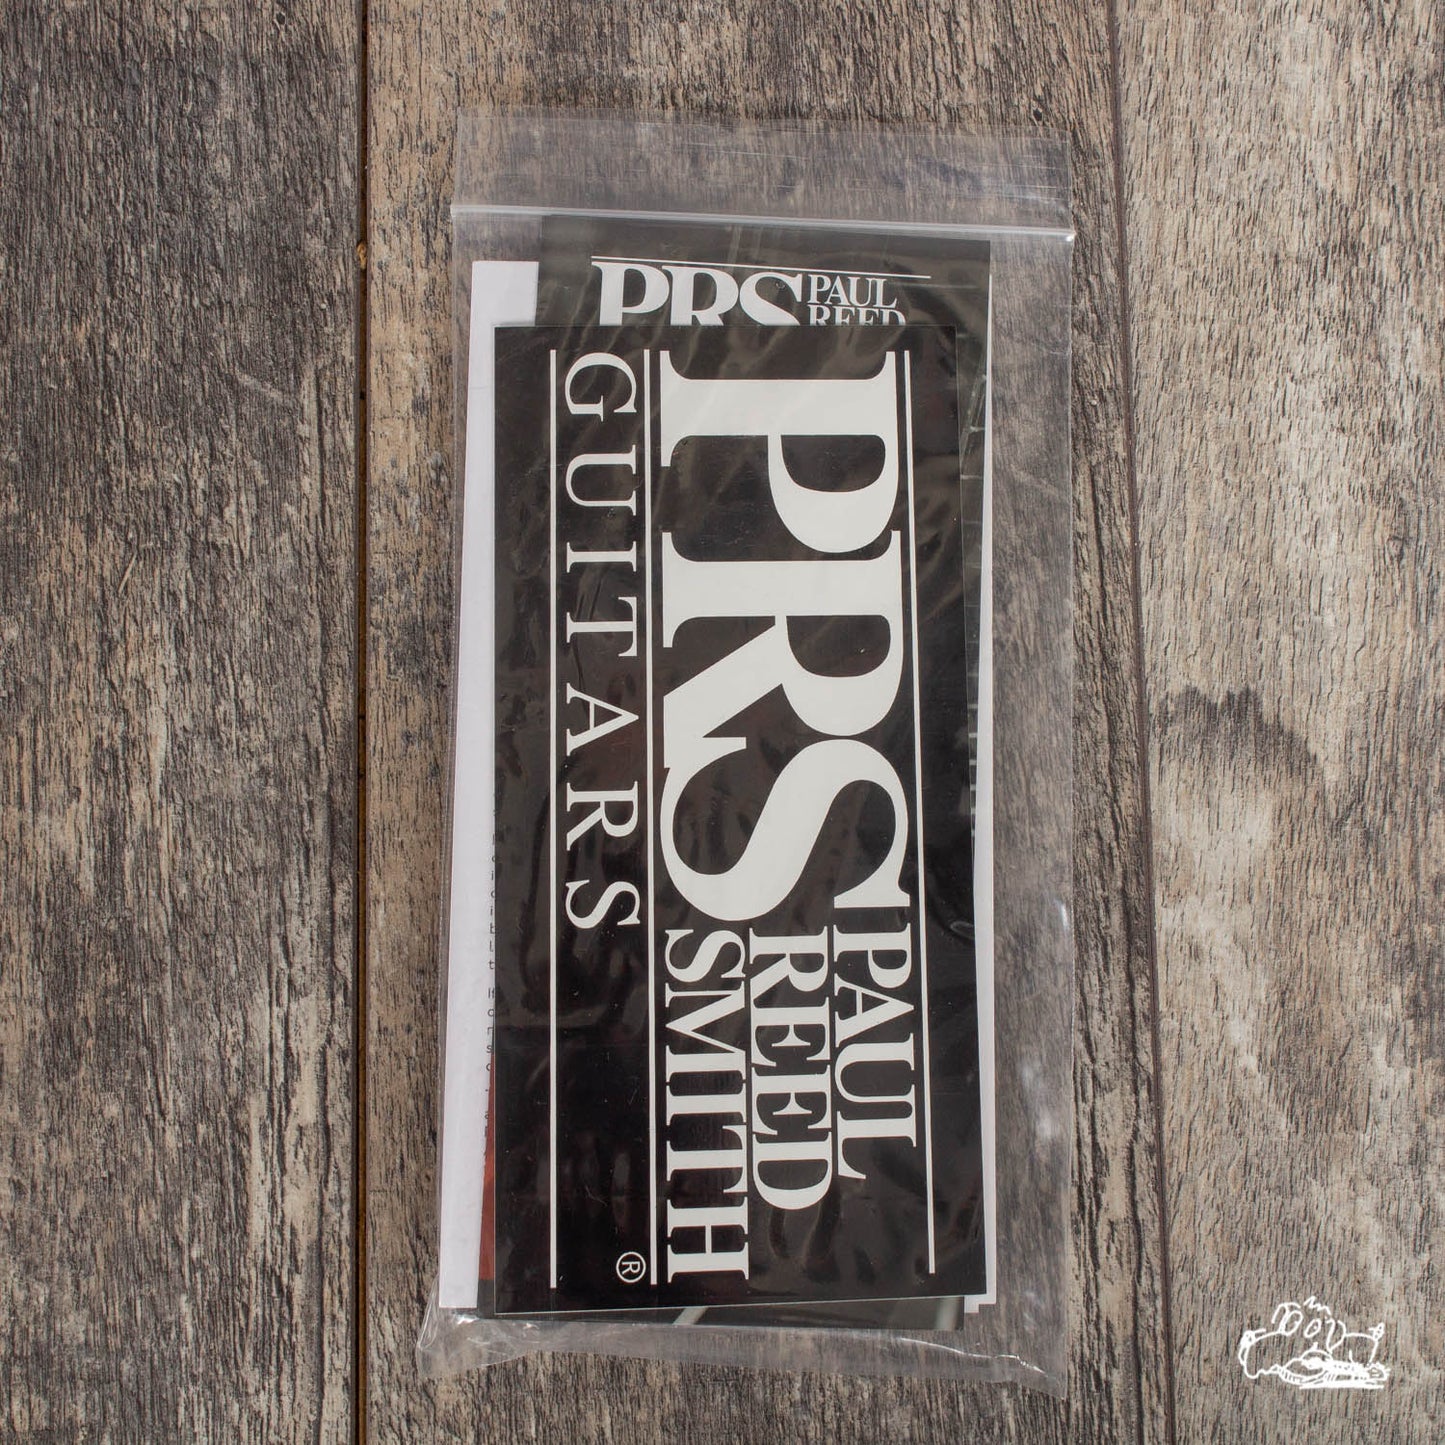 PRS PAUL
REED
PRS PAUL
REED
SMITH
GUITARS ®